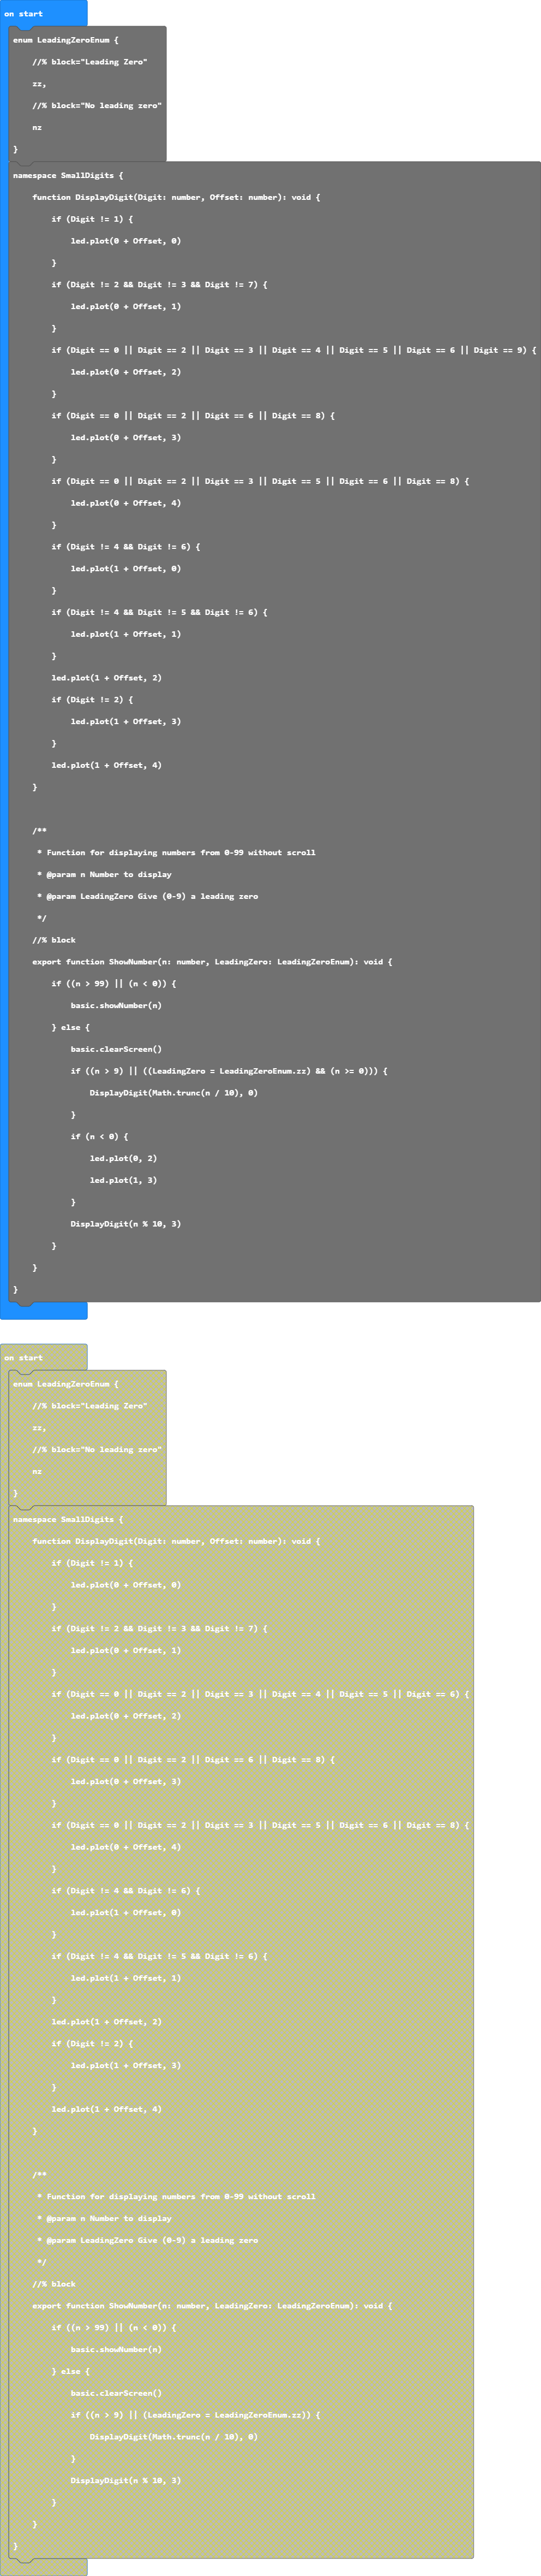 on start
enum LeadingZeroEnum {
//% block="Leading Zero"
zz,
//% block="No leading zero"
nz
}
namespace SmallDigits {
function DisplayDigit(Digit: number, Offset: number): void {
if (Digit != 1) {
led.plot(0 + Offset, 0)
}
if (Digit != 2 && Digit != 3 && Digit != 7) {
led.plot(0 + Offset, 1)
}
if (Digit == 0 || Digit == 2 || Digit == 3 || Digit == 4 || Digit == 5 || Digit == 6 || Digit == 9) {
led.plot(0 + Offset, 2)
}
if (Digit == 0 || Digit == 2 || Digit == 6 || Digit == 8) {
led.plot(0 + Offset, 3)
}
if (Digit == 0 || Digit == 2 || Digit == 3 || Digit == 5 || Digit == 6 || Digit == 8) {
led.plot(0 + Offset, 4)
}
if (Digit != 4 && Digit != 6) {
led.plot(1 + Offset, 0)
}
if (Digit != 4 && Digit != 5 && Digit != 6) {
led.plot(1 + Offset, 1)
}
led.plot(1 + Offset, 2)
if (Digit != 2) {
led.plot(1 + Offset, 3)
}
led.plot(1 + Offset, 4)
}
/**
* Function for displaying numbers from 0-99 without scroll
* @param n Number to display
* @param LeadingZero Give (0-9) a leading zero
*/
//% block
export function ShowNumber(n: number, LeadingZero: LeadingZeroEnum): void {
if ((n > 99) || (n < 0)) {
basic.showNumber(n)
} else {
basic.clearScreen()
if ((n > 9) || ((LeadingZero = LeadingZeroEnum.zz) && (n >= 0))) {
DisplayDigit(Math.trunc(n / 10), 0)
}
if (n < 0) {
led.plot(0, 2)
led.plot(1, 3)
}
DisplayDigit(n % 10, 3)
}
}
}
on start
enum LeadingZeroEnum {
//% block="Leading Zero"
zz,
//% block="No leading zero"
nz
}
namespace SmallDigits {
function DisplayDigit(Digit: number, Offset: number): void {
if (Digit != 1) {
led.plot(0 + Offset, 0)
}
if (Digit != 2 && Digit != 3 && Digit != 7) {
led.plot(0 + Offset, 1)
}
if (Digit == 0 || Digit == 2 || Digit == 3 || Digit == 4 || Digit == 5 || Digit == 6) {
led.plot(0 + Offset, 2)
}
if (Digit == 0 || Digit == 2 || Digit == 6 || Digit == 8) {
led.plot(0 + Offset, 3)
}
if (Digit == 0 || Digit == 2 || Digit == 3 || Digit == 5 || Digit == 6 || Digit == 8) {
led.plot(0 + Offset, 4)
}
if (Digit != 4 && Digit != 6) {
led.plot(1 + Offset, 0)
}
if (Digit != 4 && Digit != 5 && Digit != 6) {
led.plot(1 + Offset, 1)
}
led.plot(1 + Offset, 2)
if (Digit != 2) {
led.plot(1 + Offset, 3)
}
led.plot(1 + Offset, 4)
}
/**
* Function for displaying numbers from 0-99 without scroll
* @param n Number to display
* @param LeadingZero Give (0-9) a leading zero
*/
//% block
export function ShowNumber(n: number, LeadingZero: LeadingZeroEnum): void {
if ((n > 99) || (n < 0)) {
basic.showNumber(n)
} else {
basic.clearScreen()
if ((n > 9) || (LeadingZero = LeadingZeroEnum.zz)) {
DisplayDigit(Math.trunc(n / 10), 0)
}
DisplayDigit(n % 10, 3)
}
}
}